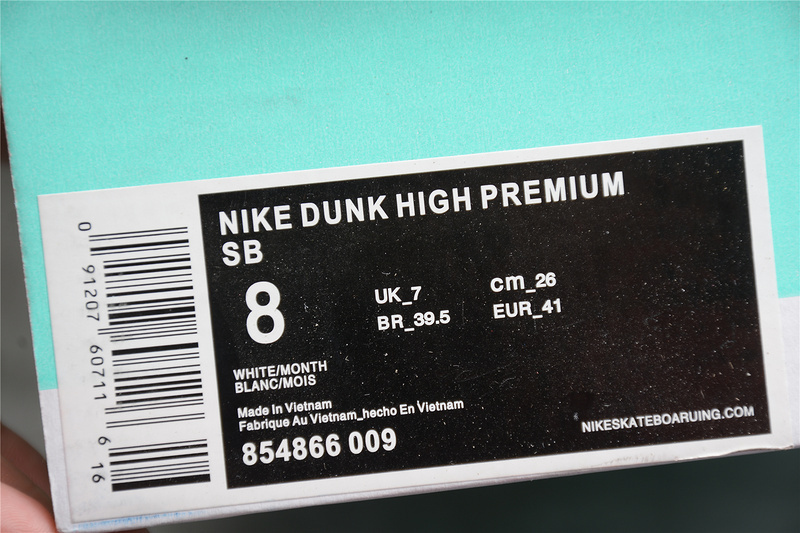 NIKE DUNK HIGH PREMIUM
SB
8
UK_7
cm_26
BR_39.5
EUR_41
WHITE/MONTH
BLANC/MOIS
Made In Vietnam
Fabrique Au Vietnam_hecho En Vietnam
854866 009
NIKESKATEBOARUING.COM
0 91207 60711 6 16